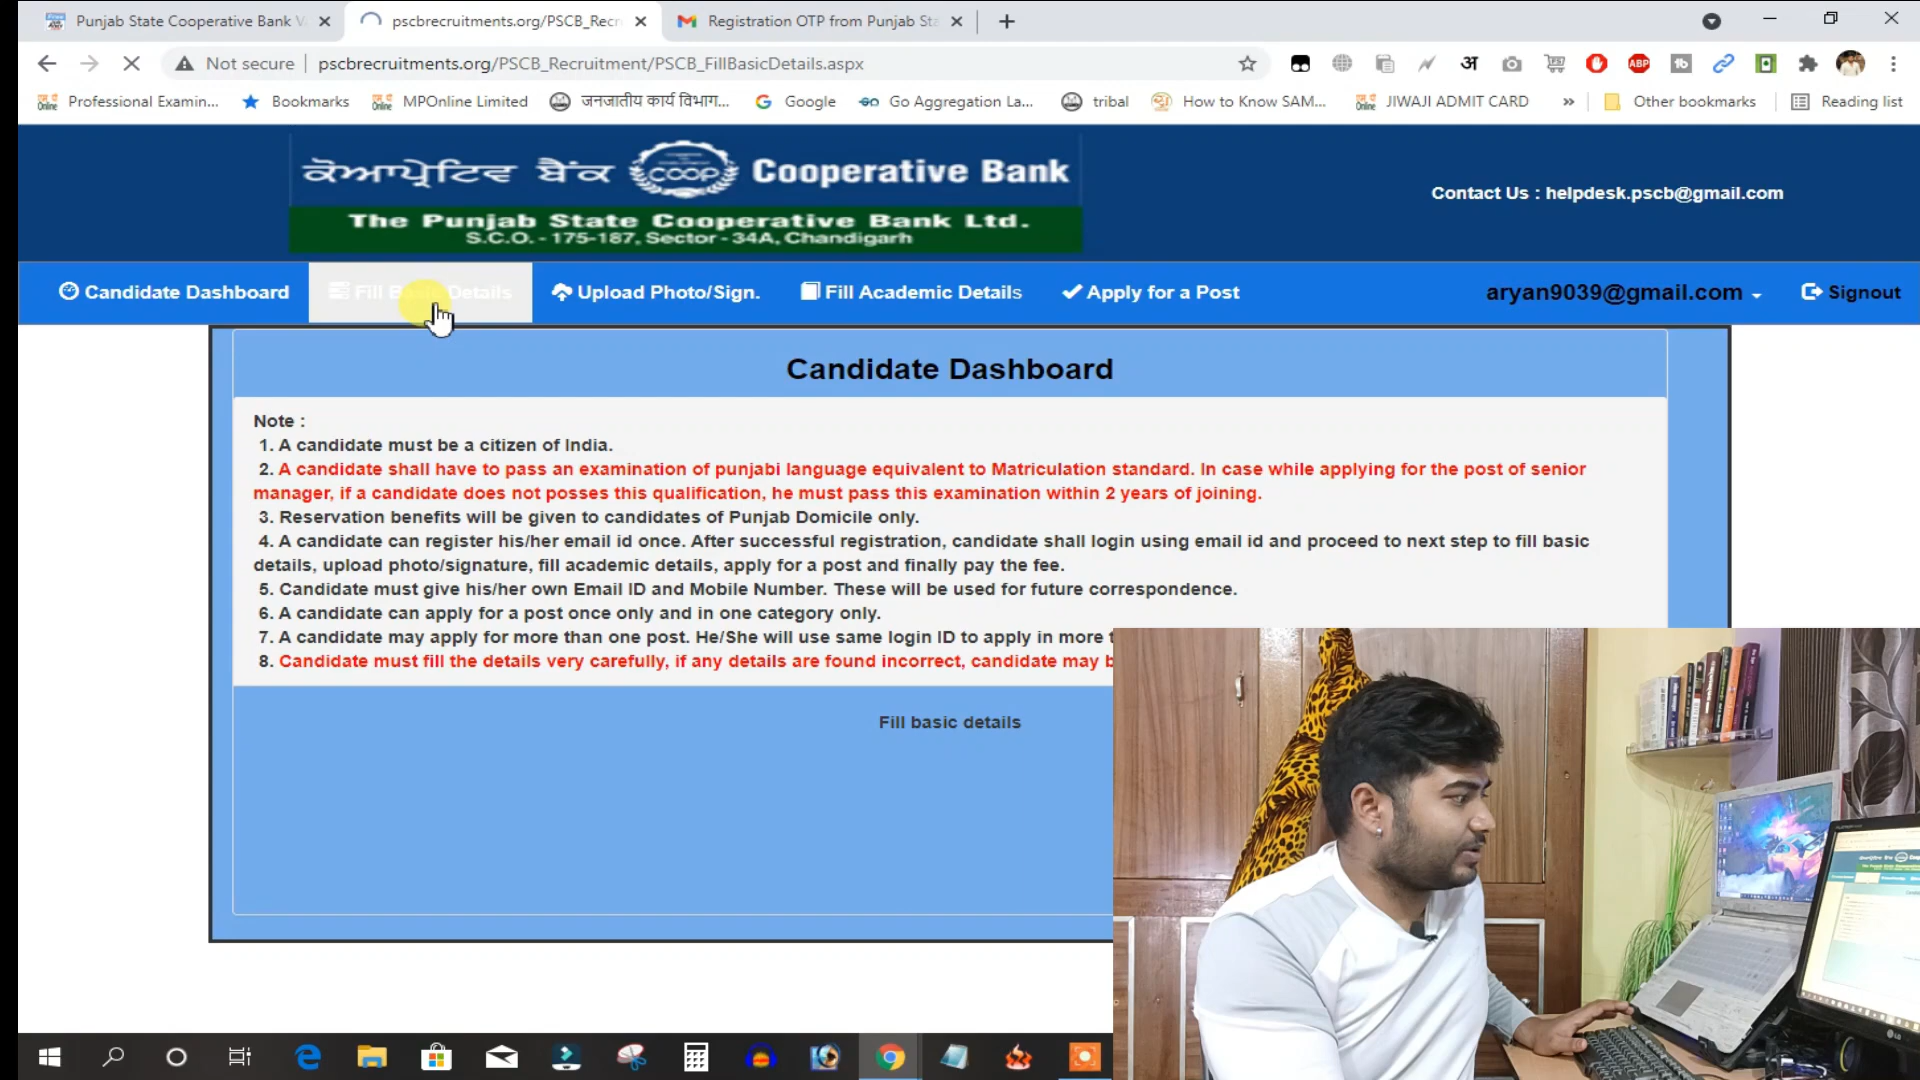 Punjab State Cooperative Bank V
pscbrecruitments.org/PSCB_Recr
Registration OTP from Punjab Sta
Not secure
pscbrecruitments.org/PSCB_Recruitment/PSCB_FillBasicDetails.aspx
Professional Examin...
Bookmarks
MPOnline Limited
जनजातीय कार्य विभाग...
Google
Go Aggregation La...
tribal
How to Know SAM...
JIWAJI ADMIT CARD
Other bookmarks
Reading list
ਕੋਆਪ੍ਰੇਟਿਵ ਬੈਂਕ COOP Cooperative Bank
The Punjab State Cooperative Bank Ltd.
S.C.O. - 175-187, Sector - 34A, Chandigarh
Contact Us : helpdesk.pscb@gmail.com
Candidate Dashboard
Fill Basic Details
Upload Photo/Sign.
Fill Academic Details
Apply for a Post
aryan9039@gmail.com
Signout
Candidate Dashboard
Note :
1. A candidate must be a citizen of India.
2. A candidate shall have to pass an examination of punjabi language equivalent to Matriculation standard. In case while applying for the post of senior
manager, if a candidate does not posses this qualification, he must pass this examination within 2 years of joining.
3. Reservation benefits will be given to candidates of Punjab Domicile only.
4. A candidate can register his/her email id once. After successful registration, candidate shall login using email id and proceed to next step to fill basic
details, upload photo/signature, fill academic details, apply for a post and finally pay the fee.
5. Candidate must give his/her own Email ID and Mobile Number. These will be used for future correspondence.
6. A candidate can apply for a post once only and in one category only.
7. A candidate may apply for more than one post. He/She will use same login ID to apply in more
8. Candidate must fill the details very carefully, if any details are found incorrect, candidate may
Fill basic details